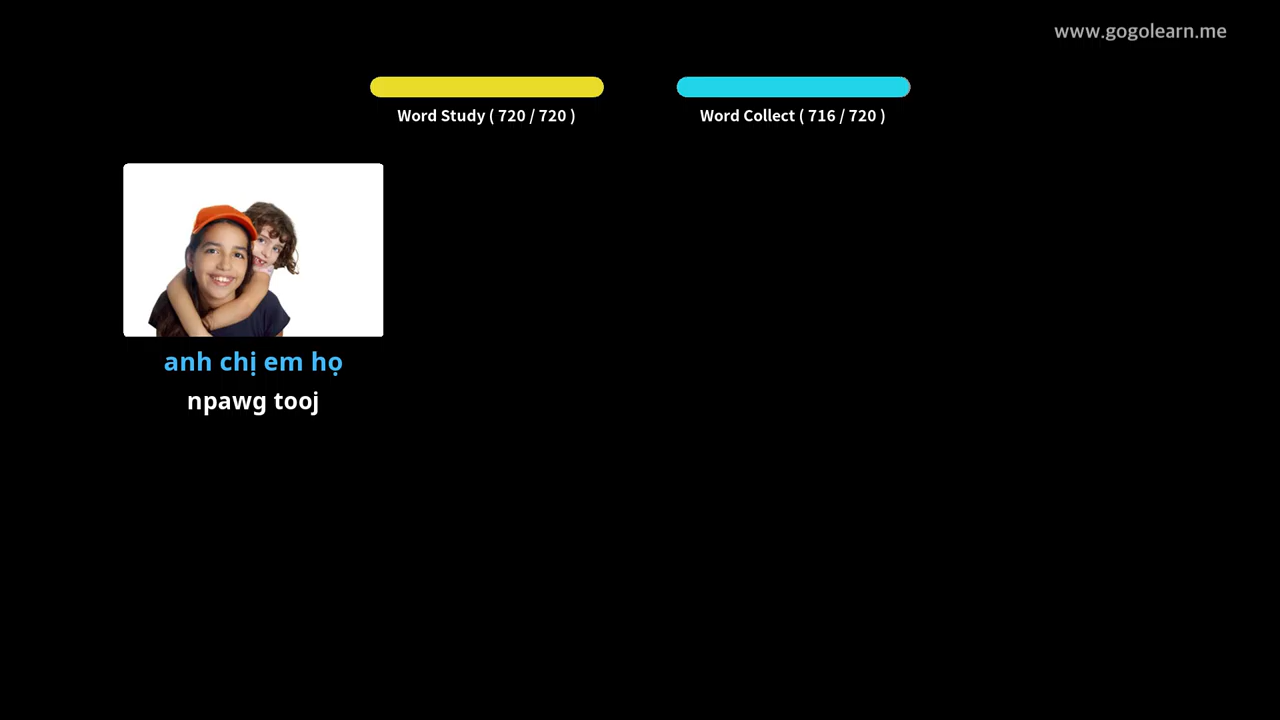 www.gogolearn.me
Word Study ( 720 / 720 )
Word Collect ( 716 / 720 )
anh chị em họ
npawg tooj